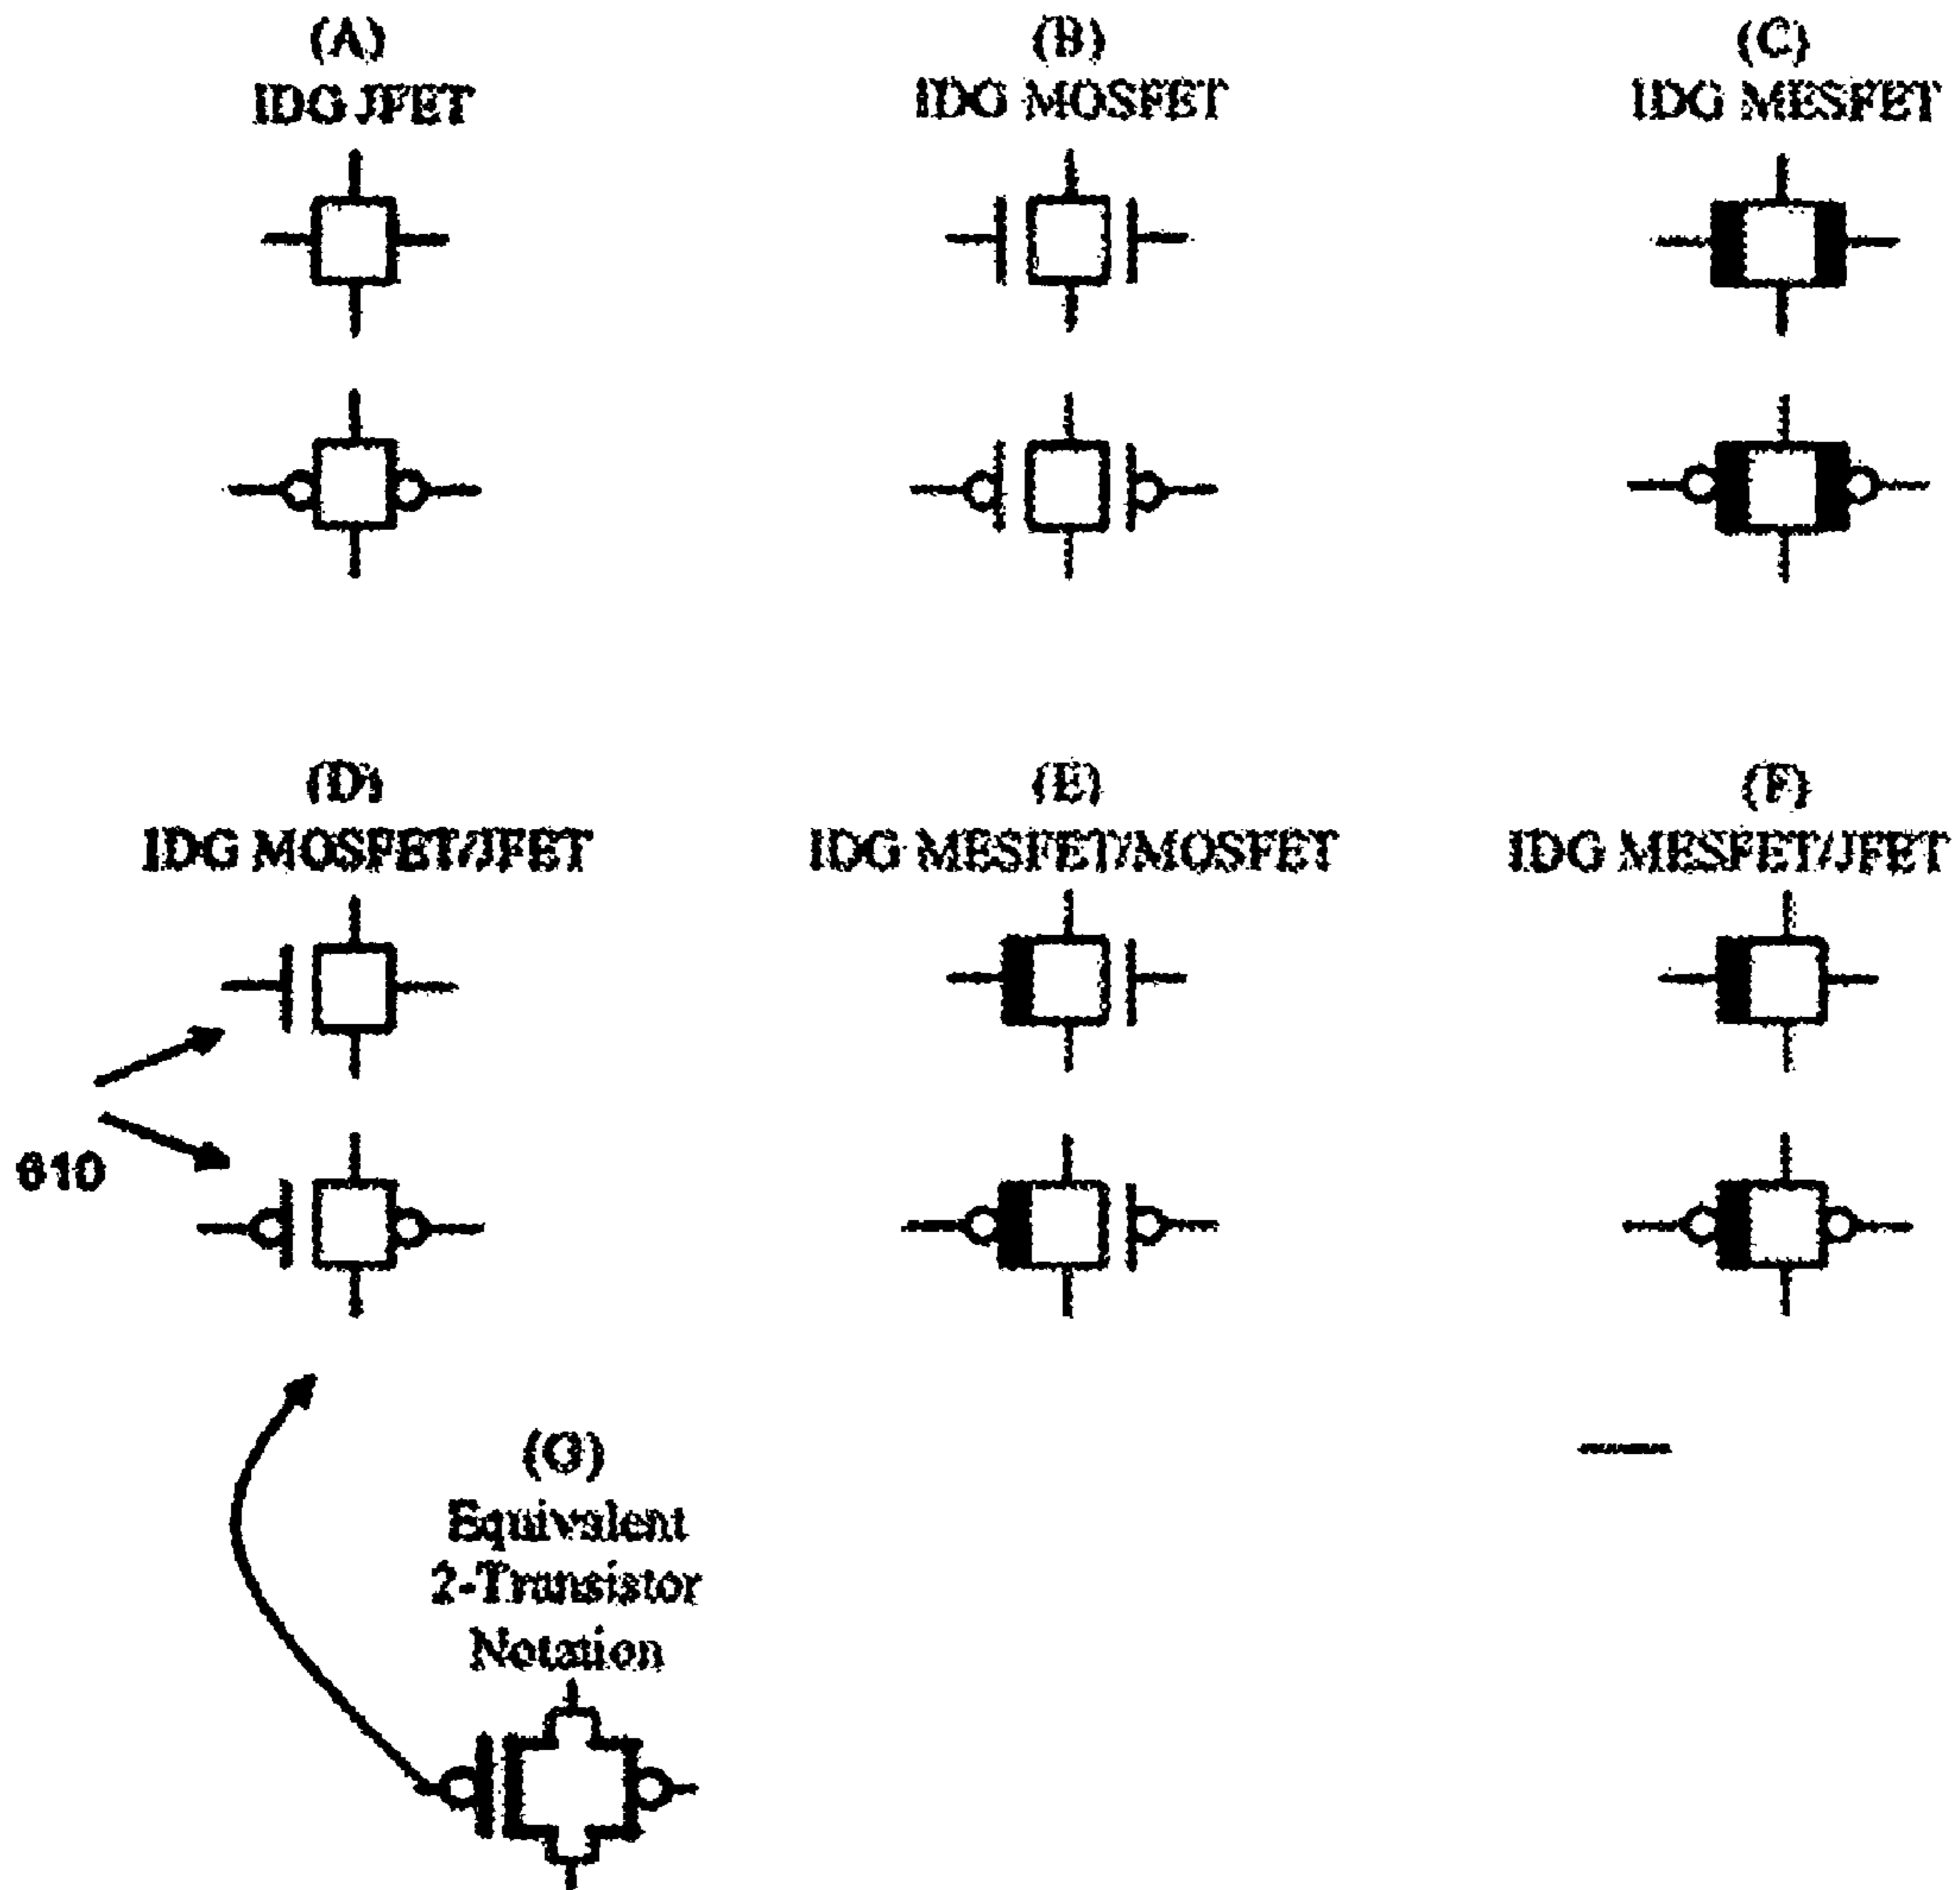 (A)
IDG JFET
(B)
IDG MOSFET
(C)
IDG MESFET
(D)
IDG MOSFET/JFET
(E)
IDG MESFET/MOSFET
(F)
IDG MESFET/JFET
610
(G)
Equivalent
2-Transistor
Notation